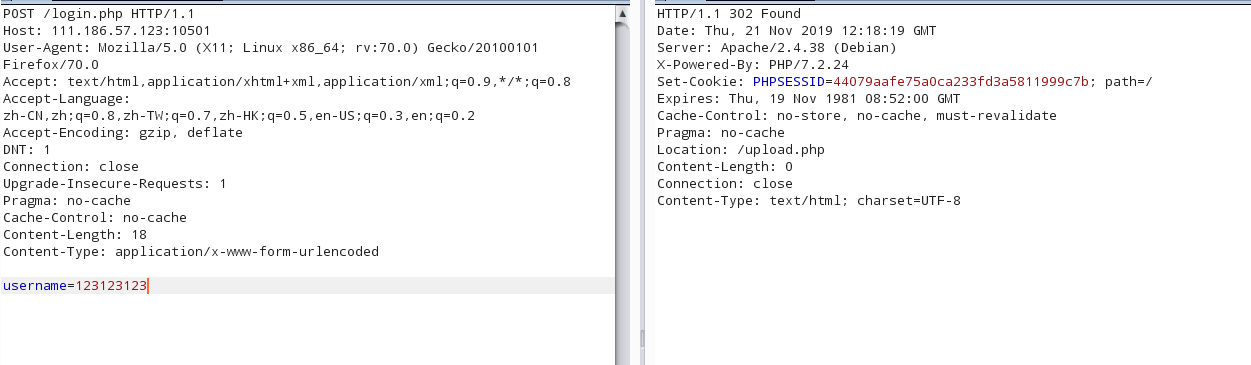 POST /login.php HTTP/1.1
Host: 111.186.57.123:10501
User-Agent: Mozilla/5.0 (X11; Linux x86_64; rv:70.0) Gecko/20100101
Firefox/70.0
Accept: text/html,application/xhtml+xml,application/xml;q=0.9,*/*;q=0.8
Accept-Language:
zh-CN,zh;q=0.8,zh-TW;q=0.7,zh-HK;q=0.5,en-US;q=0.3,en;q=0.2
Accept-Encoding: gzip, deflate
DNT: 1
Connection: close
Upgrade-Insecure-Requests: 1
Pragma: no-cache
Cache-Control: no-cache
Content-Length: 18
Content-Type: application/x-www-form-urlencoded

username=123123123
HTTP/1.1 302 Found
Date: Thu, 21 Nov 2019 12:18:19 GMT
Server: Apache/2.4.38 (Debian)
X-Powered-By: PHP/7.2.24
Set-Cookie: PHPSESSID=44079aafe75a0ca233fd3a5811999c7b; path=/
Expires: Thu, 19 Nov 1981 08:52:00 GMT
Cache-Control: no-store, no-cache, must-revalidate
Pragma: no-cache
Location: /upload.php
Content-Length: 0
Connection: close
Content-Type: text/html; charset=UTF-8